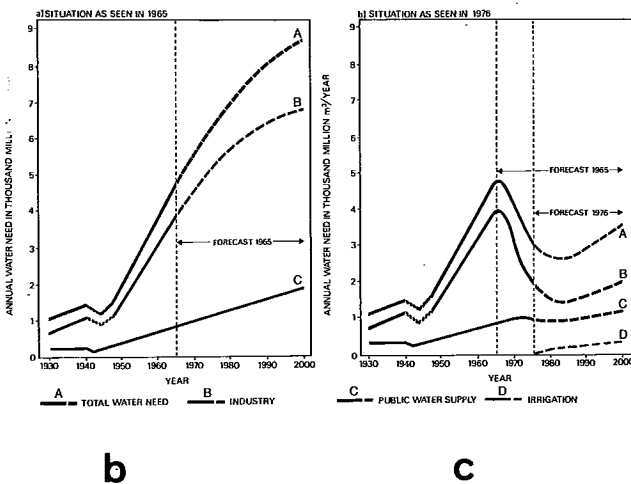 a) SITUATION AS SEEN IN 1965
ANNUAL WATER NEED IN THOUSAND
9
8
7
6
5
4
3
2
1
0
A
B
C
FORECAST 1965
1930 1940 1950 1960 1970 1980 1990 2000
YEAR
A TOTAL WATER NEED
B INDUSTRY
b
b) SITUATION AS SEEN IN 1976
ANNUAL WATER NEED IN THOUSAND MILLION m³/YEAR
9
8
7
6
5
4
3
2
1
0
FORECAST 1965
FORECAST 1976
A
B
C
D
1930 1940 1950 1960 1970 1980 1990 2000
YEAR
C PUBLIC WATER SUPPLY
D IRRIGATION
c